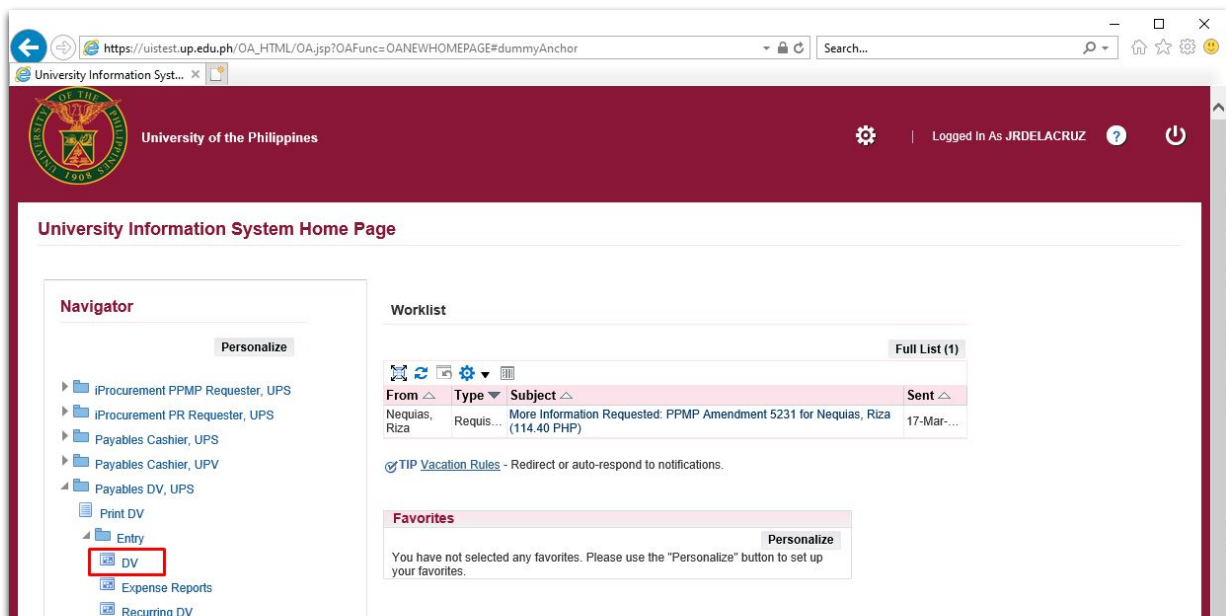 https://uistest.up.edu.ph/OA_HTML/OA.jsp?OAFunc=OANEWHOMEPAGE#dummyAnchor
Search...
University Information Syst...
UNIVERSITY OF THE PHILIPPINES
1908
University of the Philippines
| Logged In As JRDELACRUZ
University Information System Home Page
Navigator
Personalize
iProcurement PPMP Requester, UPS
iProcurement PR Requester, UPS
Payables Cashier, UPS
Payables Cashier, UPV
Payables DV, UPS
Print DV
Entry
DV
Expense Reports
Recurring DV
Worklist
Full List (1)
From Type Subject Sent
Nequias, Riza Requis... More Information Requested: PPMP Amendment 5231 for Nequias, Riza (114.40 PHP) 17-Mar-...
TIP Vacation Rules - Redirect or auto-respond to notifications.
Favorites
Personalize
You have not selected any favorites. Please use the "Personalize" button to set up
your favorites.